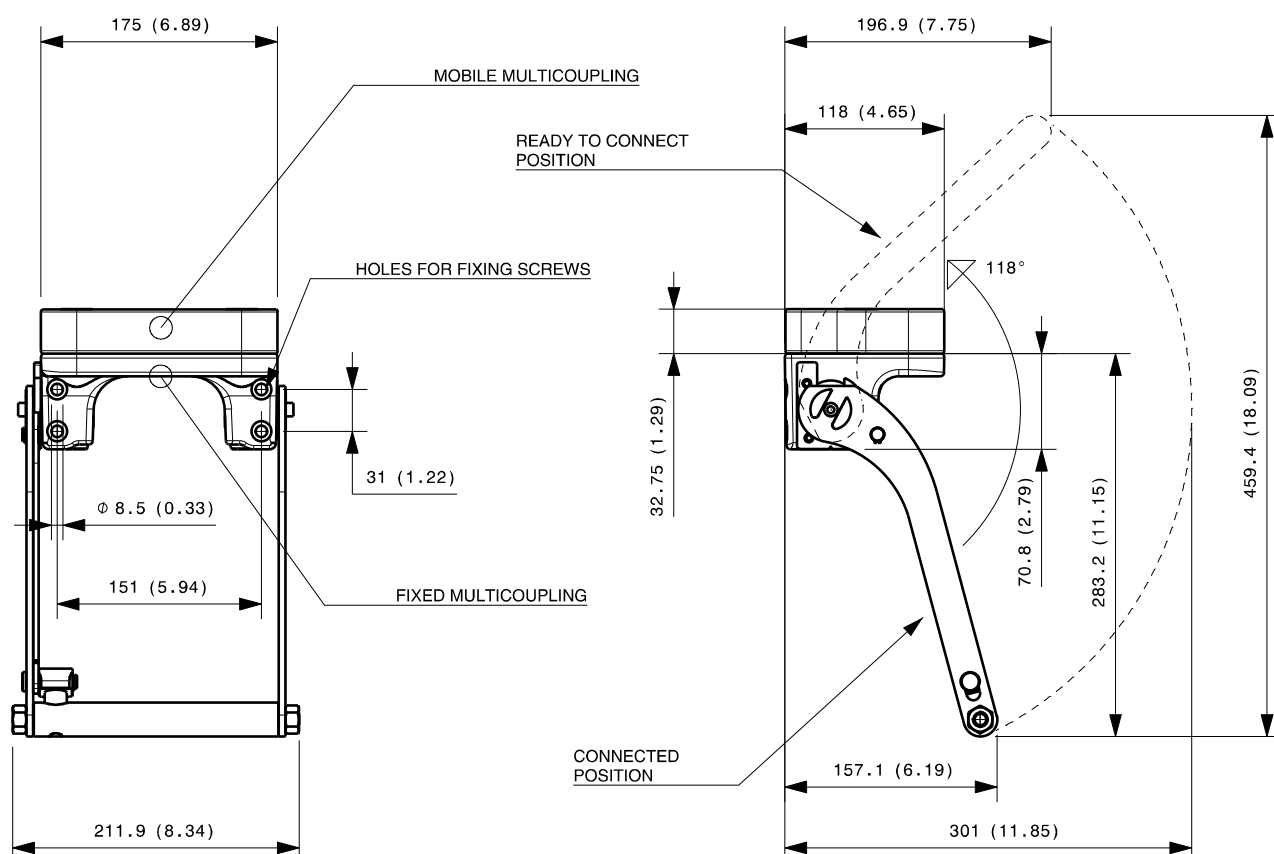 175 (6.89)
196.9 (7.75)
MOBILE MULTICOUPLING
118 (4.65)
READY TO CONNECT
POSITION
HOLES FOR FIXING SCREWS
118°
32.75 (1.29)
459.4 (18.09)
31 (1.22)
70.8 (2.79)
283.2 (11.15)
Φ 8.5 (0.33)
151 (5.94)
FIXED MULTICOUPLING
CONNECTED
POSITION
157.1 (6.19)
211.9 (8.34)
301 (11.85)